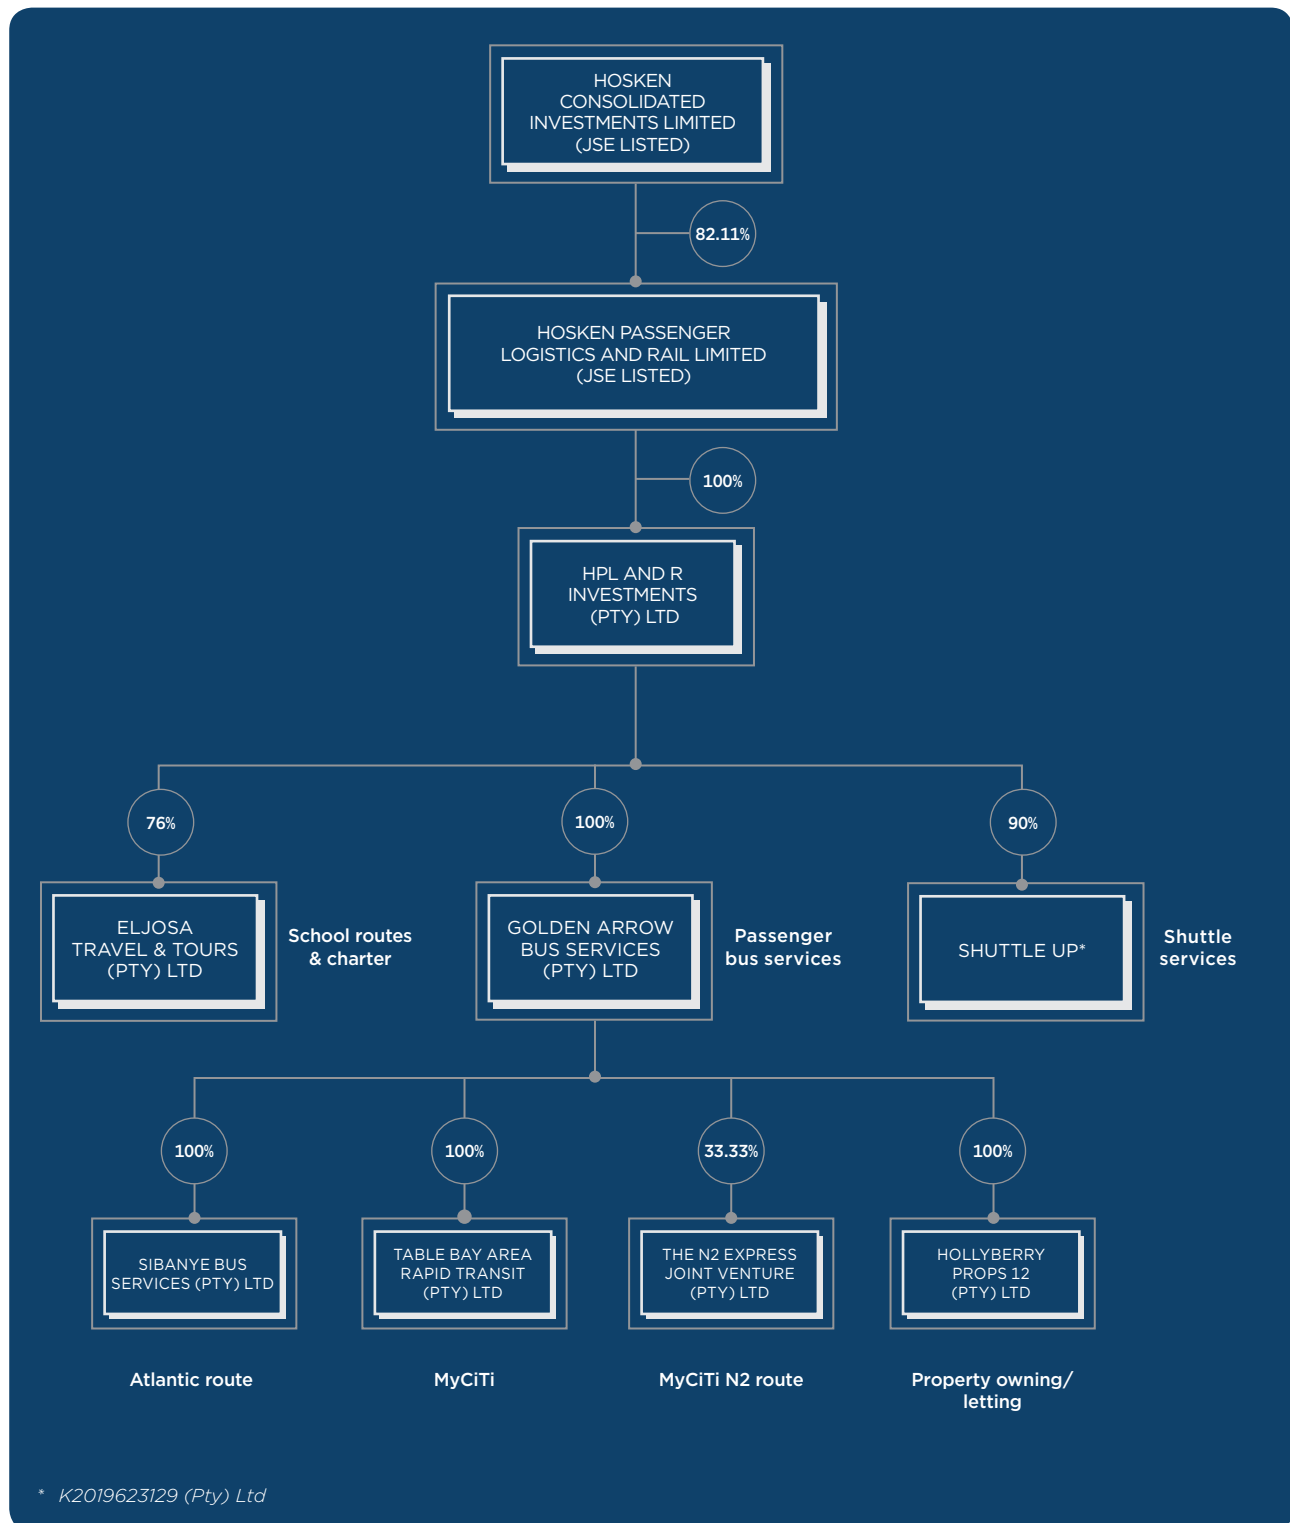 HOSKEN
CONSOLIDATED
INVESTMENTS LIMITED
(JSE LISTED)
82.11%
HOSKEN PASSENGER
LOGISTICS AND RAIL LIMITED
(JSE LISTED)
100%
HPL AND R
INVESTMENTS
(PTY) LTD
76%
100%
90%
ELJOSA
TRAVEL & TOURS
(PTY) LTD
School routes
& charter
GOLDEN ARROW
BUS SERVICES
(PTY) LTD
Passenger
bus services
SHUTTLE UP*
Shuttle
services
100%
100%
33.33%
100%
SIBANYE BUS
SERVICES (PTY) LTD
TABLE BAY AREA
RAPID TRANSIT
(PTY) LTD
THE N2 EXPRESS
JOINT VENTURE
(PTY) LTD
HOLLYBERRY
PROPS 12
(PTY) LTD
Atlantic route
MyCiTi
MyCiTi N2 route
Property owning/
letting
* K2019623129 (Pty) Ltd